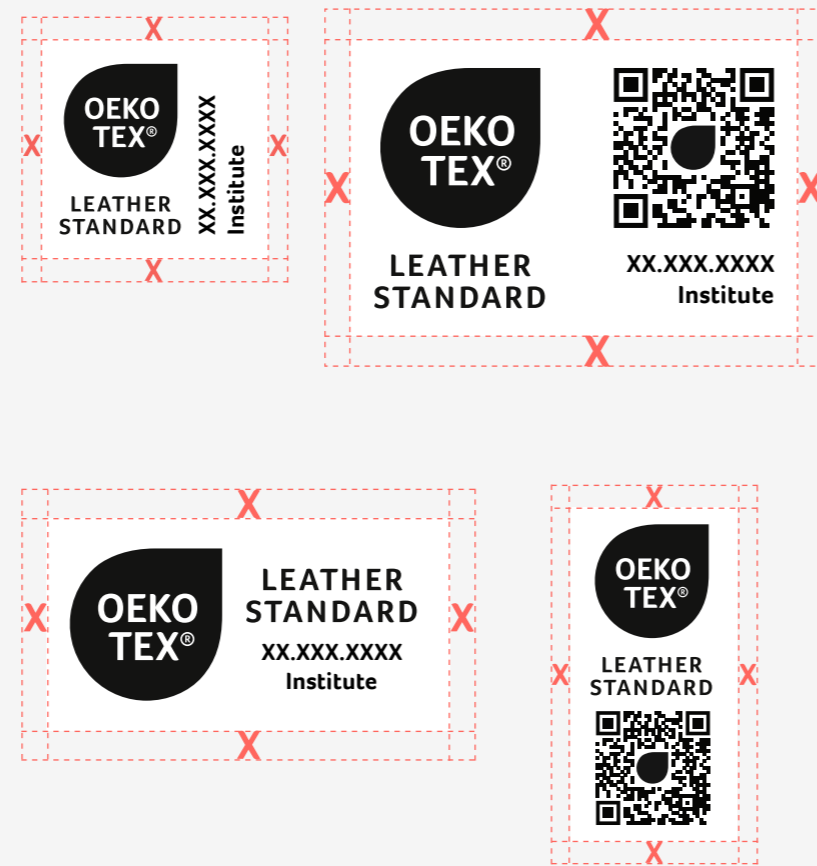 X
X
OEKO
TEX®
LEATHER
STANDARD
XX.XXX.XXXX
Institute
X
X
X
X
OEKO
TEX®
LEATHER
STANDARD
XX.XXX.XXXX
Institute
X
X
X
X
OEKO
TEX®
LEATHER
STANDARD
XX.XXX.XXXX
Institute
X
X
X
X
OEKO
TEX®
LEATHER
STANDARD
X
X